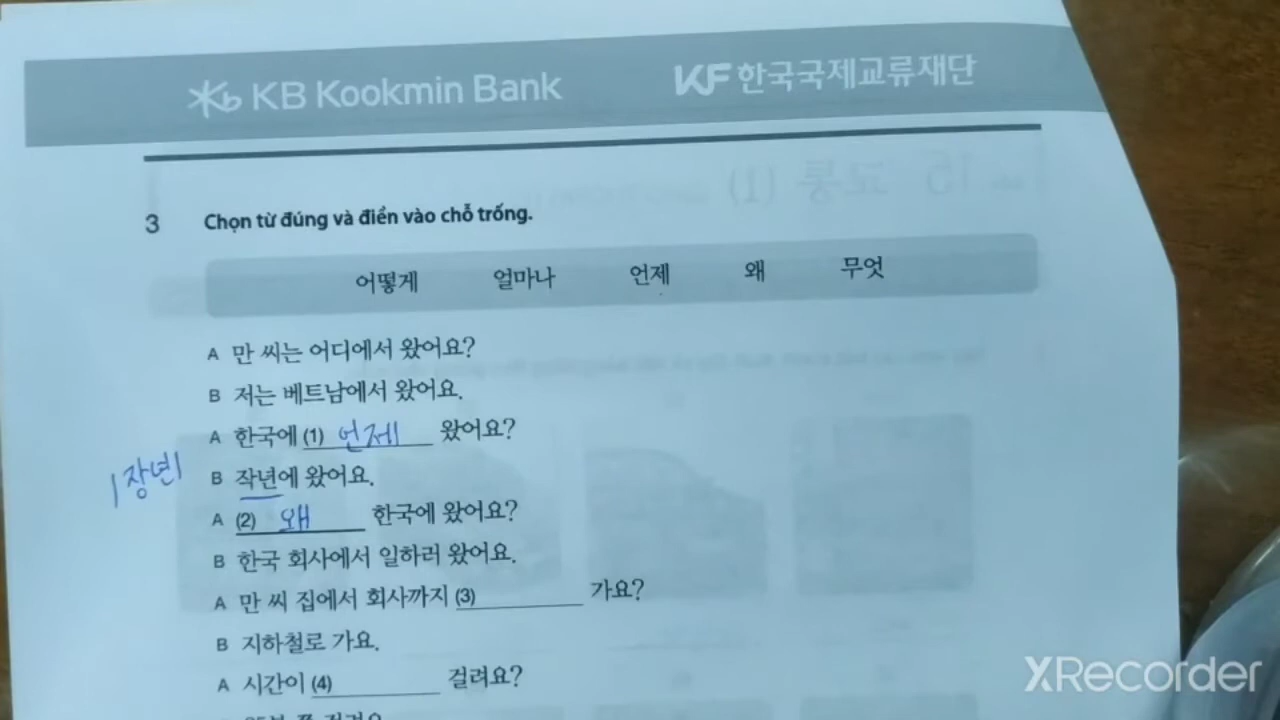 KB Kookmin Bank KF 한국국제교류재단
3 Chọn từ đúng và điền vào chỗ trống.
어떻게 얼마나 언제 왜 무엇
A 만 씨는 어디에서 왔어요?
B 저는 베트남에서 왔어요.
A 한국에 (1) 언제 왔어요?
/장년/
B 작년에 왔어요.
A (2) 왜 한국에 왔어요?
B 한국 회사에서 일하러 왔어요.
A 만 씨 집에서 회사까지 (3) 가요?
B 지하철로 가요.
A 시간이 (4) 걸려요?
XRecorder